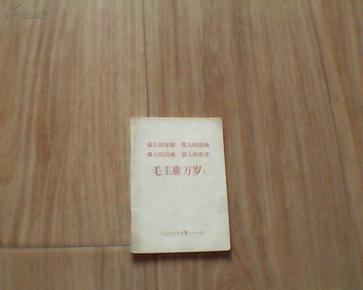 伟大的导师 伟大的领袖
伟大的统帅 伟大的舵手
毛主席万岁！